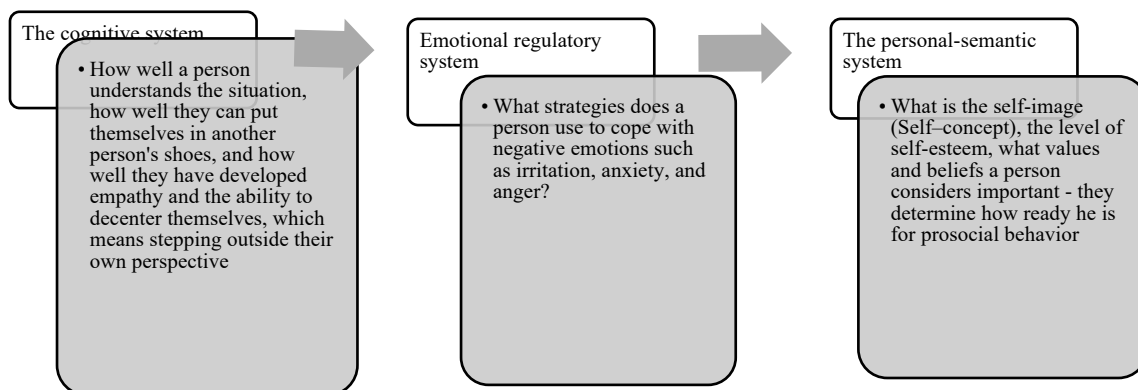 The cognitive system
• How well a person
understands the situation,
how well they can put
themselves in another
person's shoes, and how
well they have developed
empathy and the ability to
decenter themselves, which
means stepping outside their
own perspective
Emotional regulatory
system
• What strategies does a
person use to cope with
negative emotions such
as irritation, anxiety, and
anger?
The personal-semantic
system
• What is the self-image
(Self–concept), the level of
self-esteem, what values
and beliefs a person
considers important - they
determine how ready he is
for prosocial behavior